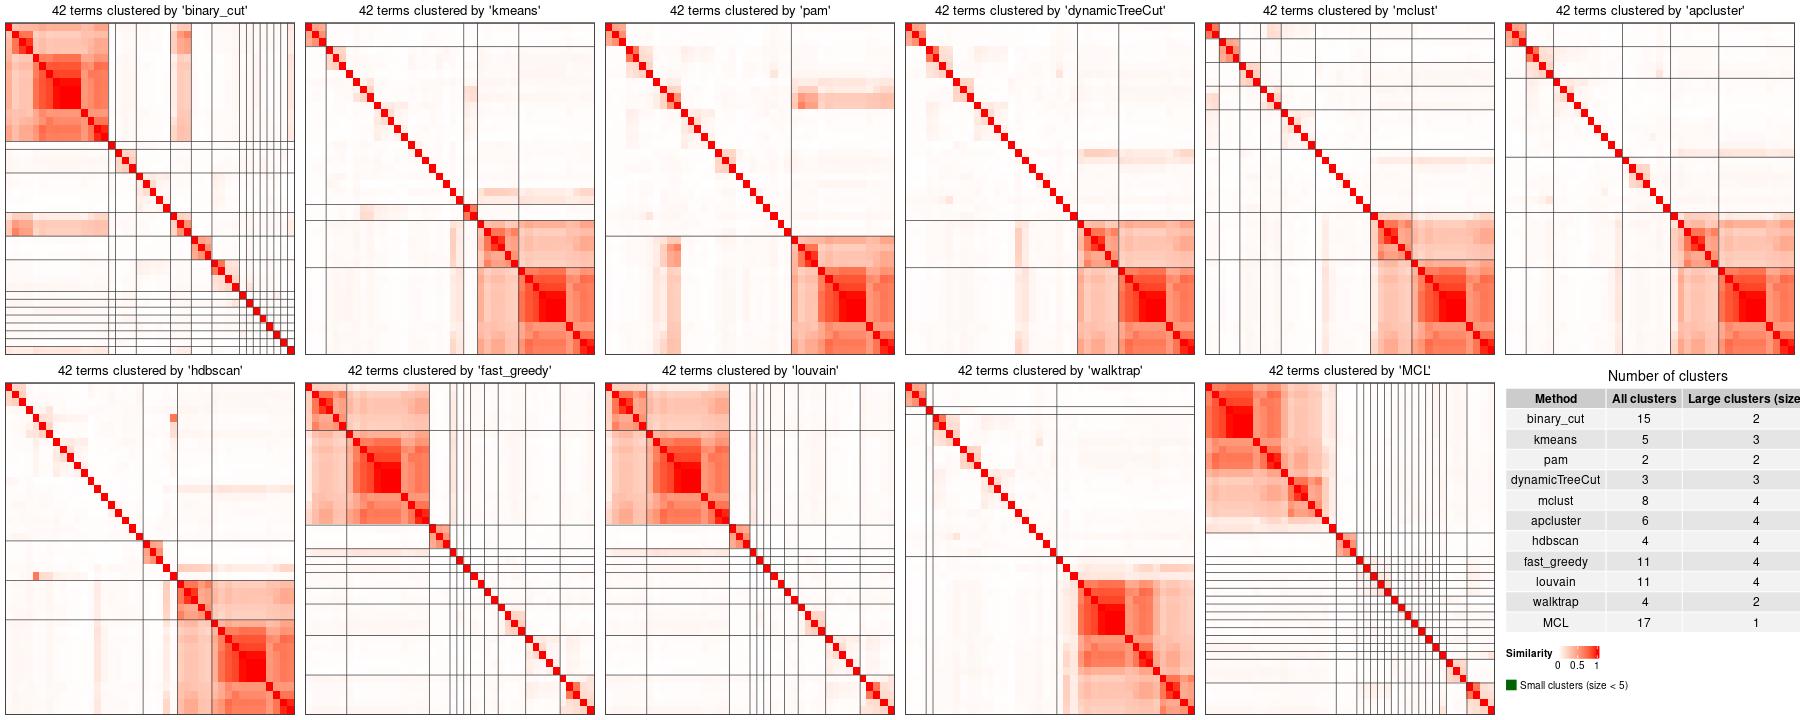 42 terms clustered by 'binary_cut'
42 terms clustered by 'kmeans'
42 terms clustered by 'pam'
42 terms clustered by 'dynamicTreeCut'
42 terms clustered by 'mclust'
42 terms clustered by 'apcluster'
42 terms clustered by 'hdbscan'
42 terms clustered by 'fast_greedy'
42 terms clustered by 'louvain'
42 terms clustered by 'walktrap'
42 terms clustered by 'MCL'
Number of clusters
Method All clusters Large clusters (size
binary_cut 15 2
kmeans 5 3
pam 2 2
dynamicTreeCut 3 3
mclust 8 4
apcluster 6 4
hdbscan 4 4
fast_greedy 11 4
louvain 11 4
walktrap 4 2
MCL 17 1
Similarity
0 0.5 1
Small clusters (size < 5)